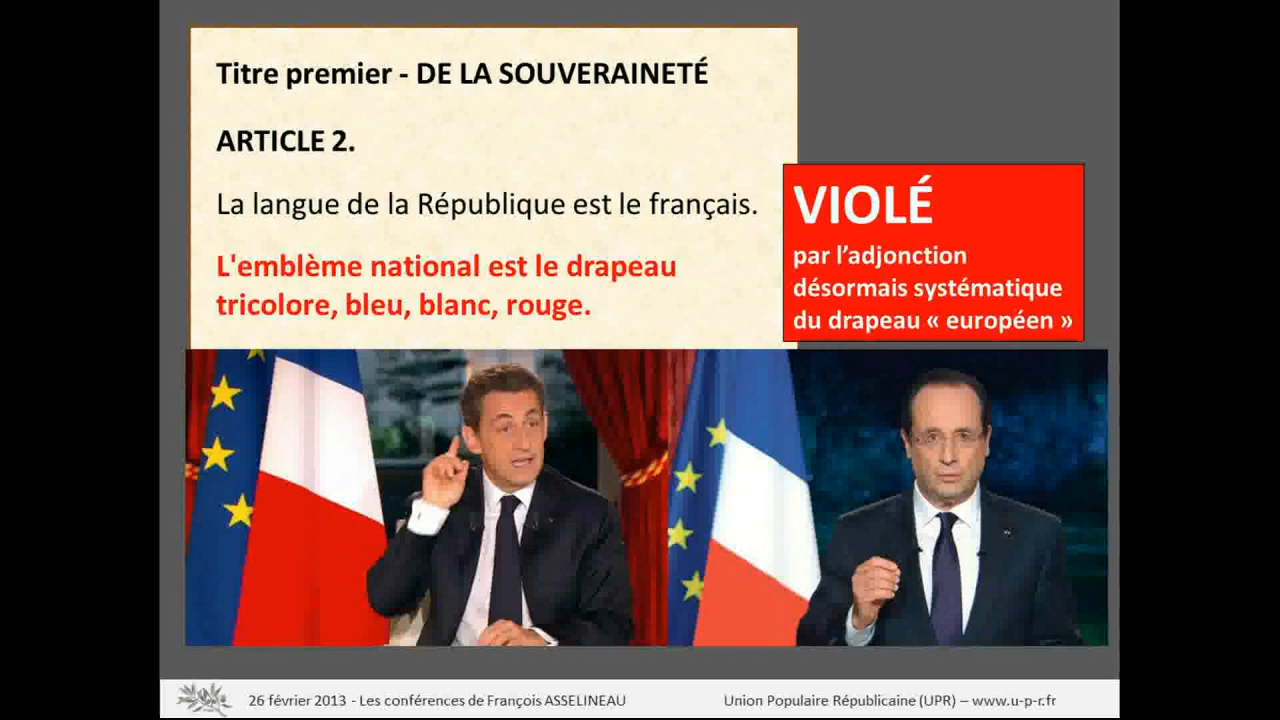 Titre premier - DE LA SOUVERAINETÉ
ARTICLE 2.
La langue de la République est le français.
L'emblème national est le drapeau
tricolore, bleu, blanc, rouge.
VIOLÉ
par l’adjonction
désormais systématique
du drapeau « européen »
26 février 2013 - Les conférences de François ASSELINEAU
Union Populaire Républicaine (UPR) – www.u-p-r.fr